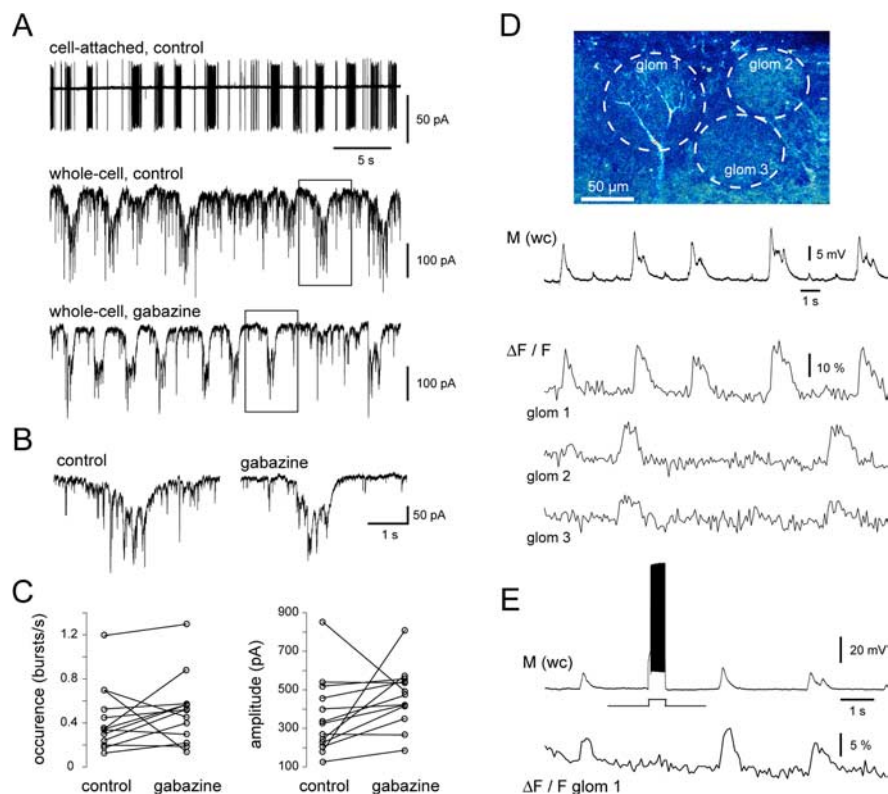 A
cell-attached, control
50 pA
5 s
whole-cell, control
100 pA
whole-cell, gabazine
100 pA
B
control
gabazine
50 pA
1 s
C
occurence (bursts/s)
1.2
0.8
0.4
0
control
gabazine
amplitude (pA)
900
700
500
300
100
control
gabazine
D
glom 1
glom 2
glom 3
50 µm
M (wc)
5 mV
1 s
ΔF / F
10 %
glom 1
glom 2
glom 3
E
M (wc)
20 mV
1 s
5 %
ΔF / F glom 1